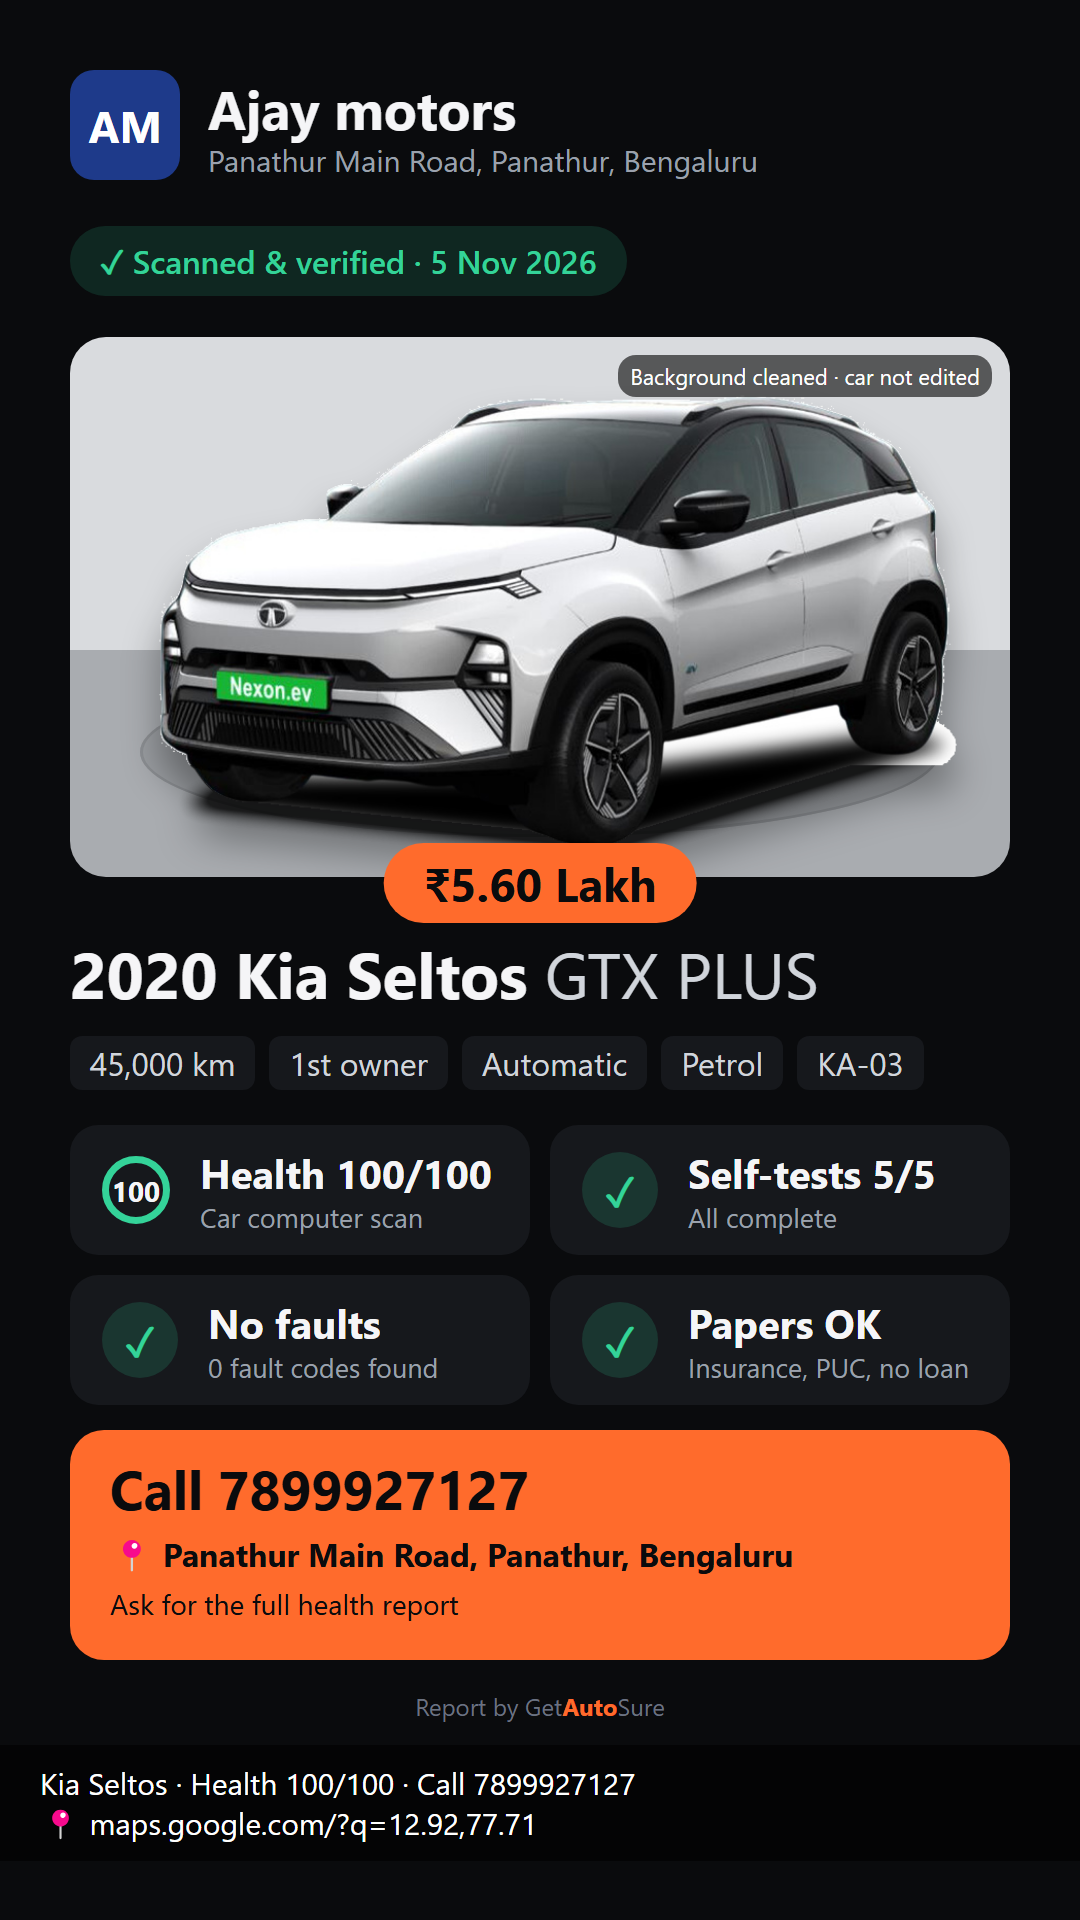 AM
Ajay motors
Panathur Main Road, Panathur, Bengaluru
✓ Scanned & verified · 5 Nov 2026
Background cleaned · car not edited
Nexon.ev
₹5.60 Lakh
2020 Kia Seltos GTX PLUS
45,000 km 1st owner Automatic Petrol KA-03
100
Health 100/100
Car computer scan
✓
Self-tests 5/5
All complete
✓
No faults
0 fault codes found
✓
Papers OK
Insurance, PUC, no loan
Call 7899927127
📍 Panathur Main Road, Panathur, Bengaluru
Ask for the full health report
Report by GetAutoSure
Kia Seltos · Health 100/100 · Call 7899927127
📍 maps.google.com/?q=12.92,77.71